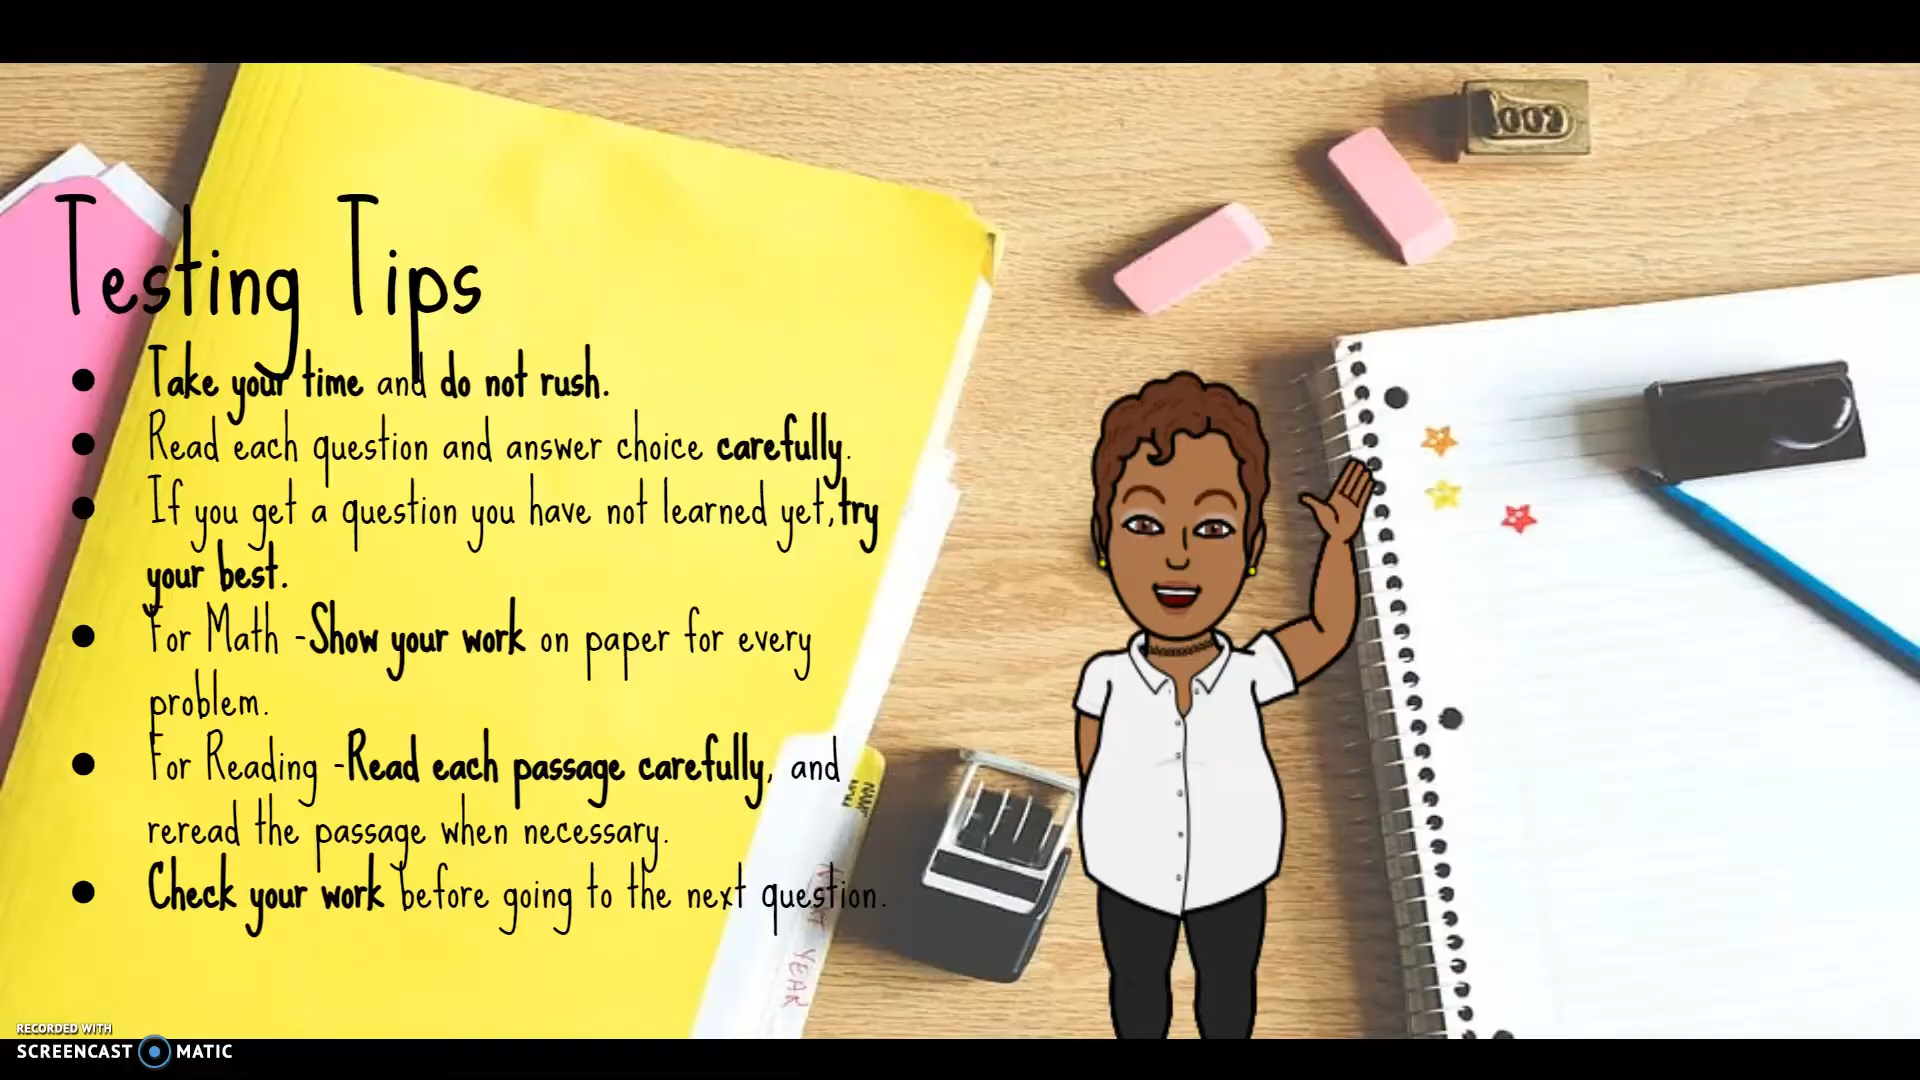 Testing Tips
Take your time and do not rush.
Read each question and answer choice carefully.
If you get a question you have not learned yet,try
your best.
For Math -Show your work on paper for every
problem.
For Reading -Read each passage carefully, and
reread the passage when necessary.
Check your work before going to the next question.
YEAR
RECORDED WITH
SCREENCAST MATIC